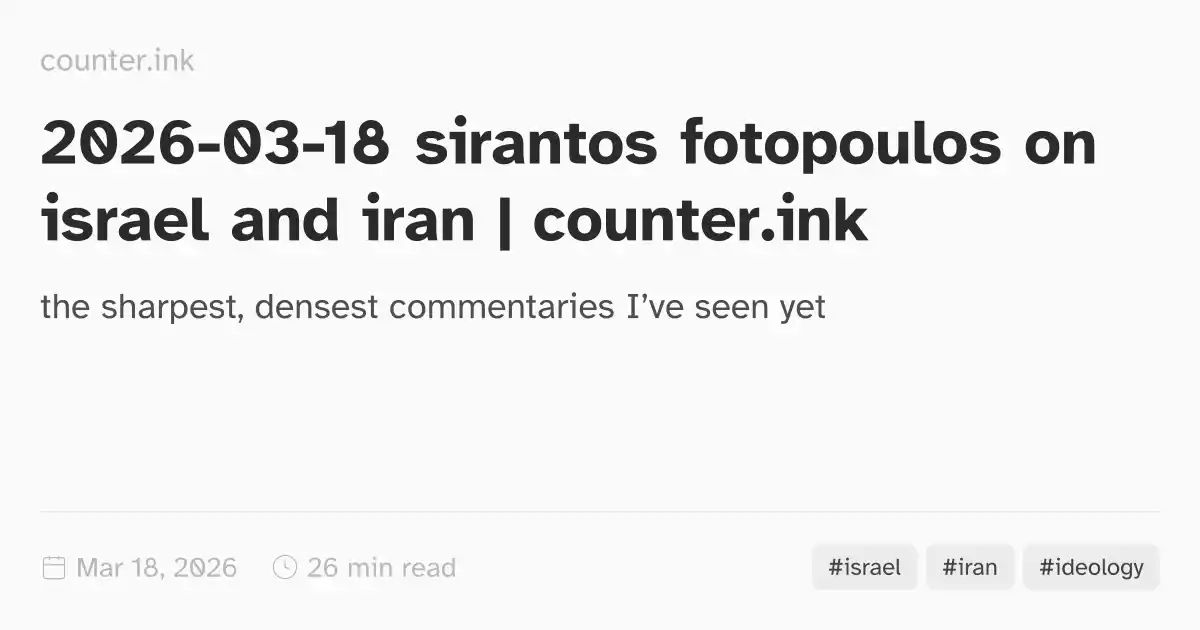 counter.ink
2026-03-18 sirantos fotopoulos on
israel and iran | counter.ink
the sharpest, densest commentaries I’ve seen yet
Mar 18, 2026 26 min read #israel #iran #ideology